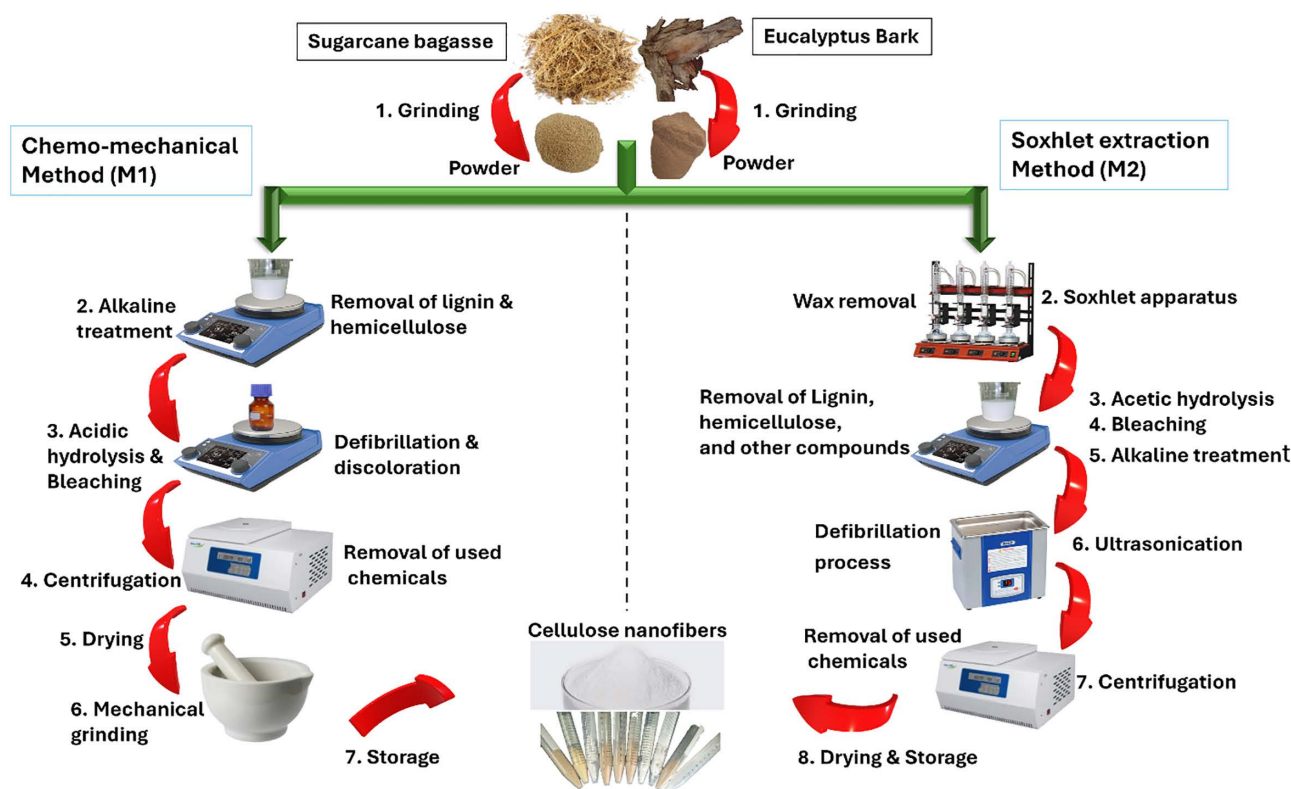 Sugarcane bagasse
Eucalyptus Bark
1. Grinding
1. Grinding
Powder
Powder
Chemo-mechanical
Method (M1)
Soxhlet extraction
Method (M2)
2. Alkaline
treatment
Removal of lignin &
hemicellulose
3. Acidic
hydrolysis &
Bleaching
Defibrillation &
discoloration
4. Centrifugation
Removal of used
chemicals
5. Drying
6. Mechanical
grinding
7. Storage
Cellulose nanofibers
Wax removal
2. Soxhlet apparatus
Removal of Lignin,
hemicellulose,
and other compounds
3. Acetic hydrolysis
4. Bleaching
5. Alkaline treatment
Defibrillation
process
6. Ultrasonication
Removal of used
chemicals
7. Centrifugation
8. Drying & Storage